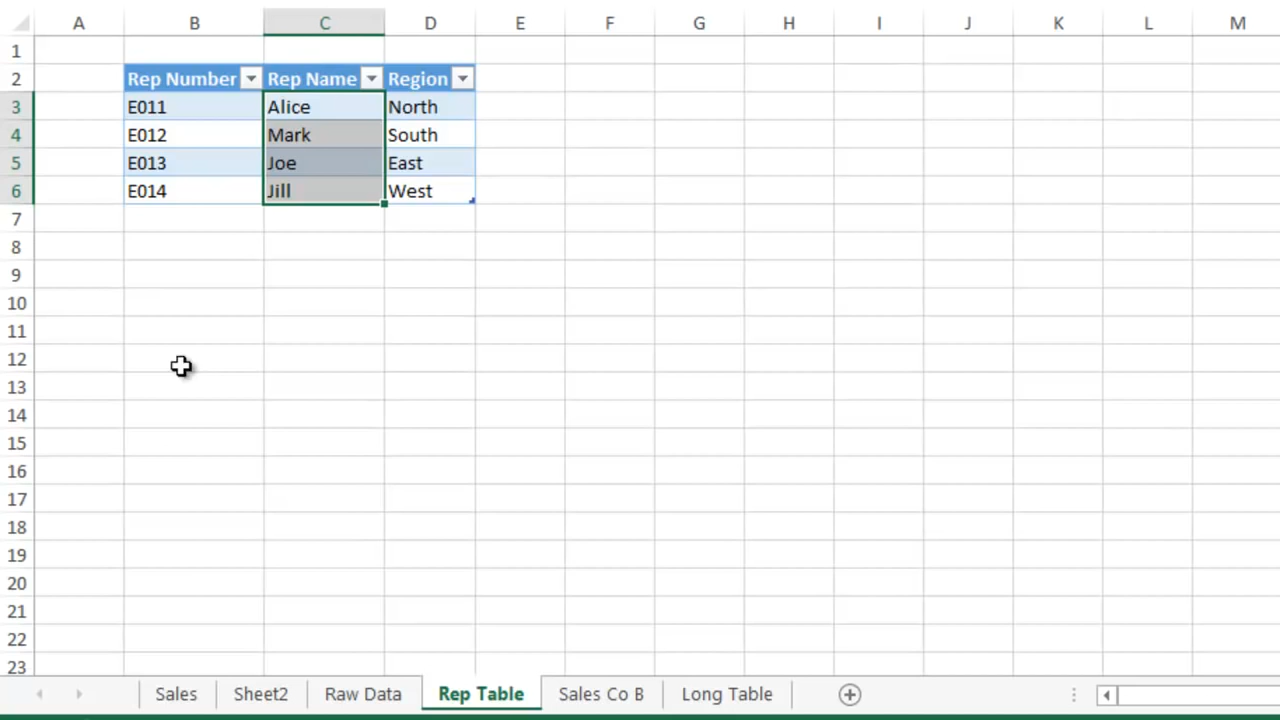 A B C D E F G H I J K L M
1
2 Rep Number Rep Name Region
3 E011 Alice North
4 E012 Mark South
5 E013 Joe East
6 E014 Jill West
7
8
9
10
11
12
13
14
15
16
17
18
19
20
21
22
23
Sales Sheet2 Raw Data Rep Table Sales Co B Long Table